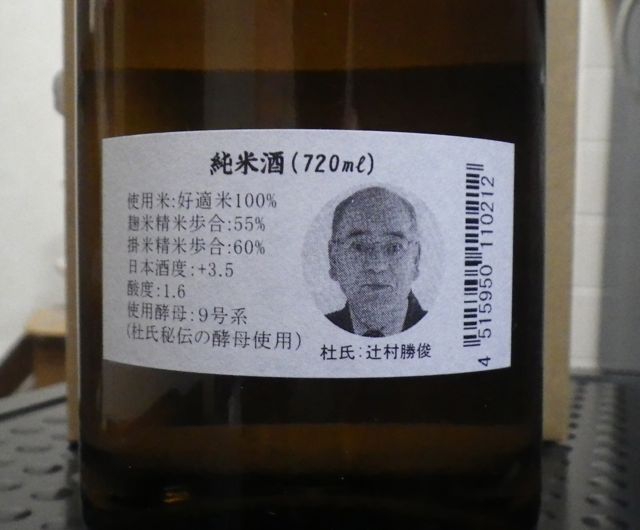 純米酒(720ml)
使用米:好適米100%
麹米精米歩合:55%
掛米精米歩合:60%
日本酒度:+3.5
酸度:1.6
使用酵母:9号系
(杜氏秘伝の酵母使用)
杜氏:辻村勝俊
4 515950 110212